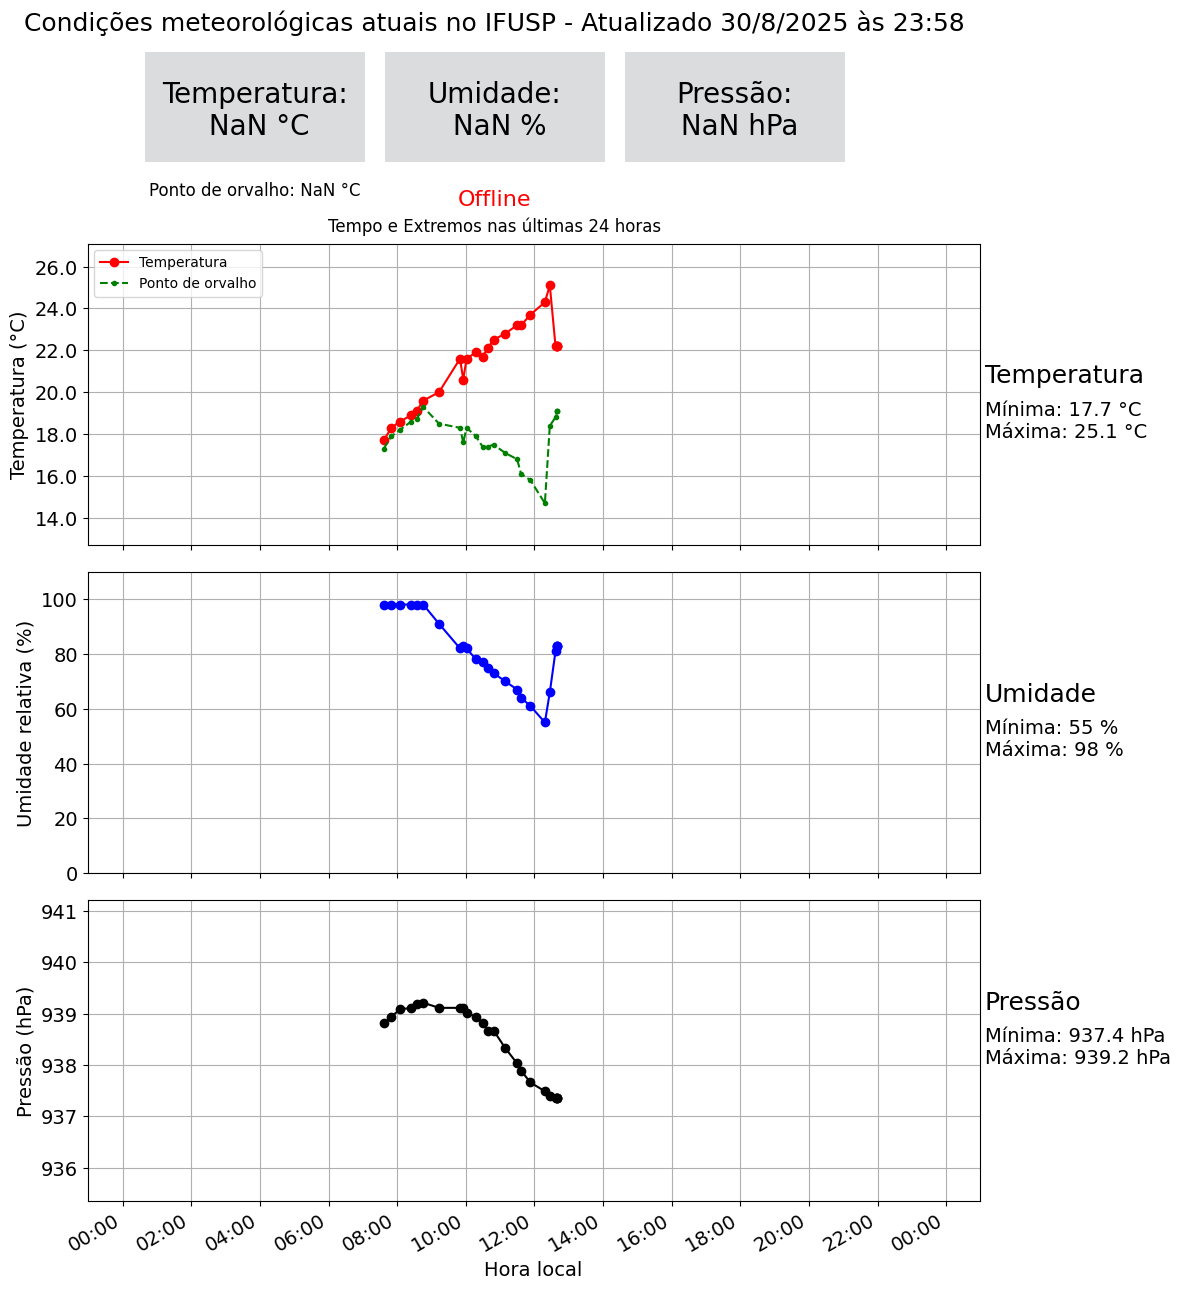 Condições meteorológicas atuais no IFUSP - Atualizado 30/8/2025 às 23:58
Temperatura:
NaN °C
Umidade:
NaN %
Pressão:
NaN hPa
Ponto de orvalho: NaN °C
Offline
Tempo e Extremos nas últimas 24 horas
Temperatura (°C)
26.0
24.0
22.0
20.0
18.0
16.0
14.0
Temperatura
Ponto de orvalho
Temperatura
Mínima: 17.7 °C
Máxima: 25.1 °C
Umidade relativa (%)
100
80
60
40
20
0
Umidade
Mínima: 55 %
Máxima: 98 %
Pressão (hPa)
941
940
939
938
937
936
Pressão
Mínima: 937.4 hPa
Máxima: 939.2 hPa
00:00 02:00 04:00 06:00 08:00 10:00 12:00 14:00 16:00 18:00 20:00 22:00 00:00
Hora local